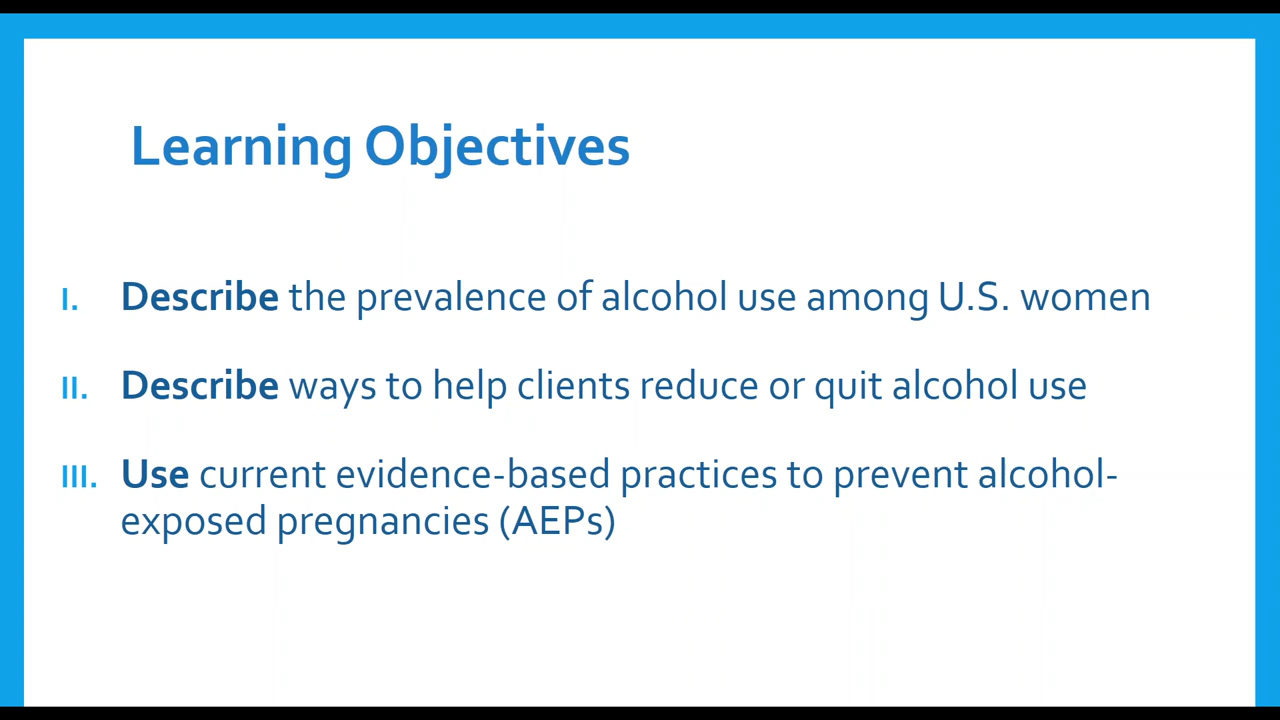 Learning Objectives
I. Describe the prevalence of alcohol use among U.S. women
II. Describe ways to help clients reduce or quit alcohol use
III. Use current evidence-based practices to prevent alcohol-
exposed pregnancies (AEPs)